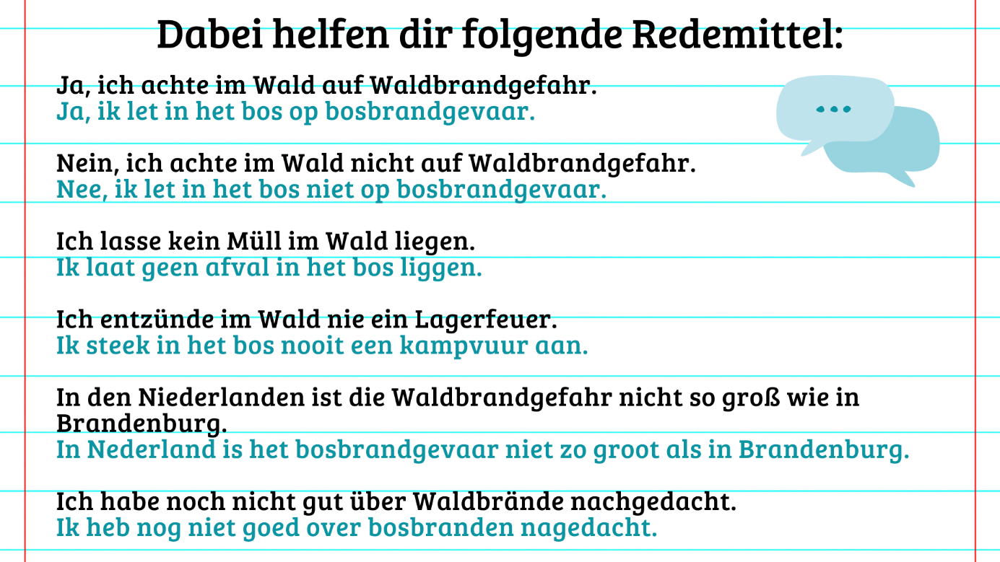 Dabei helfen dir folgende Redemittel:
Ja, ich achte im Wald auf Waldbrandgefahr.
Ja, ik let in het bos op bosbrandgevaar.
Nein, ich achte im Wald nicht auf Waldbrandgefahr.
Nee, ik let in het bos niet op bosbrandgevaar.
Ich lasse kein Müll im Wald liegen.
Ik laat geen afval in het bos liggen.
Ich entzünde im Wald nie ein Lagerfeuer.
Ik steek in het bos nooit een kampvuur aan.
In den Niederlanden ist die Waldbrandgefahr nicht so groß wie in
Brandenburg.
In Nederland is het bosbrandgevaar niet zo groot als in Brandenburg.
Ich habe noch nicht gut über Waldbrände nachgedacht.
Ik heb nog niet goed over bosbranden nagedacht.